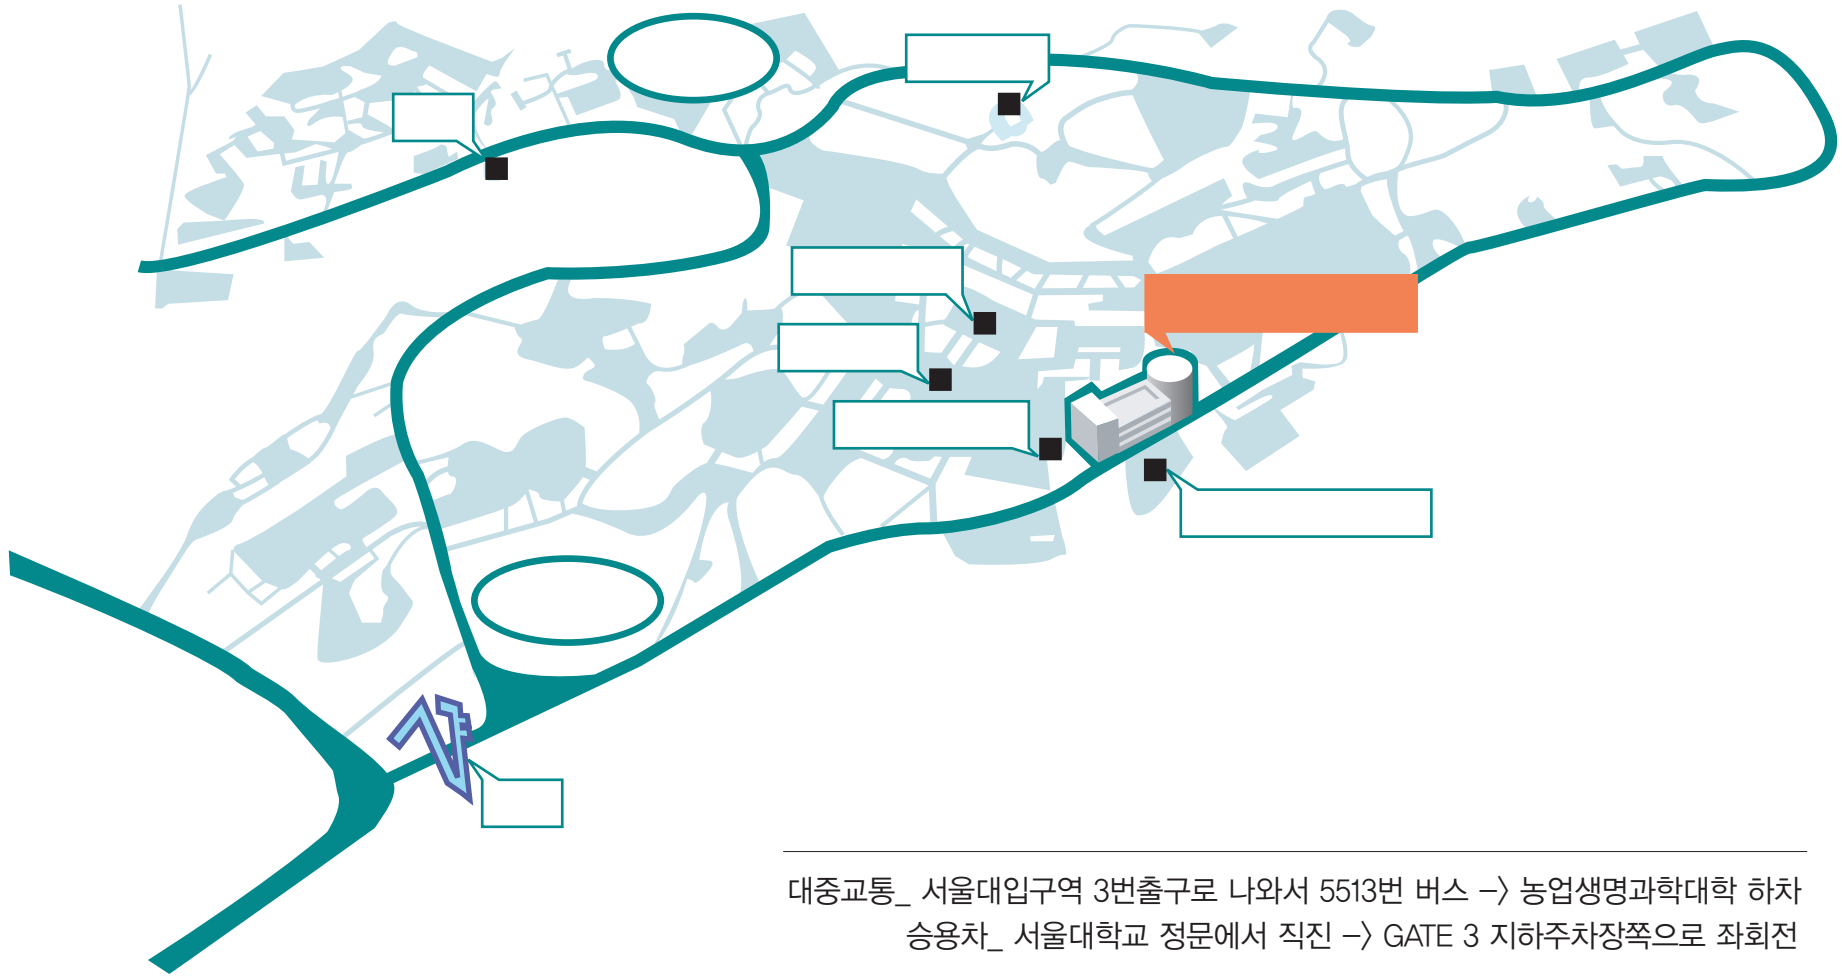 대중교통_ 서울대입구역 3번출구로 나와서 5513번 버스 -> 농업생명과학대학 하차
승용차_ 서울대학교 정문에서 직진 -> GATE 3 지하주차장쪽으로 좌회전